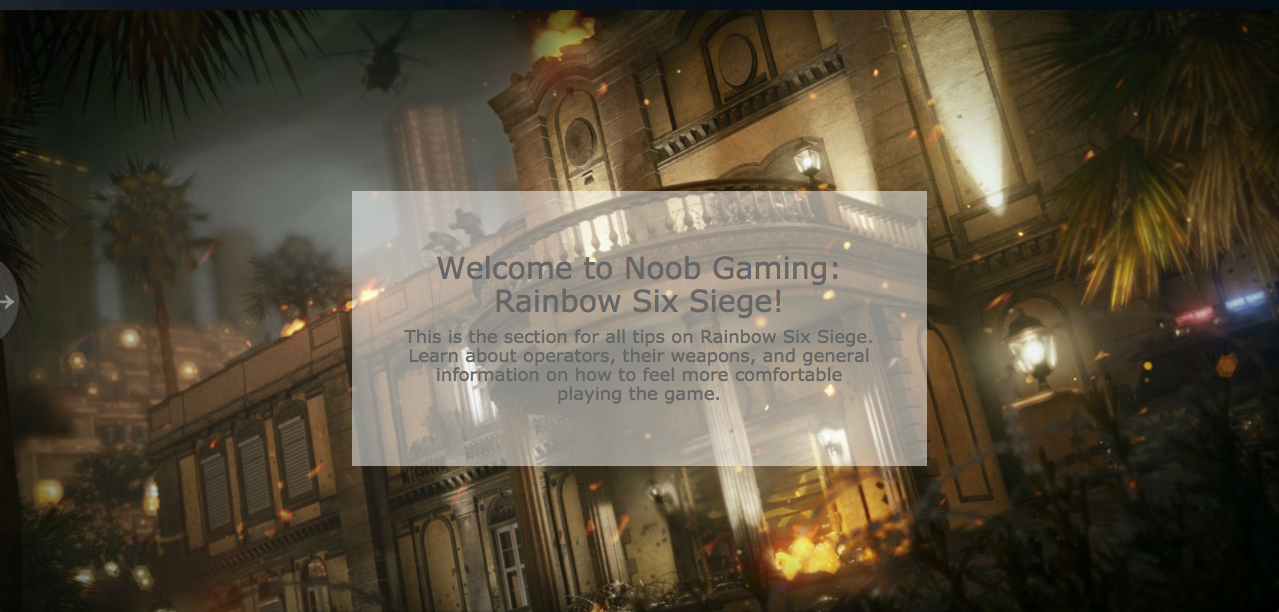 Welcome to Noob Gaming:
Rainbow Six Siege!
This is the section for all tips on Rainbow Six Siege.
Learn about operators, their weapons, and general
information on how to feel more comfortable
playing the game.